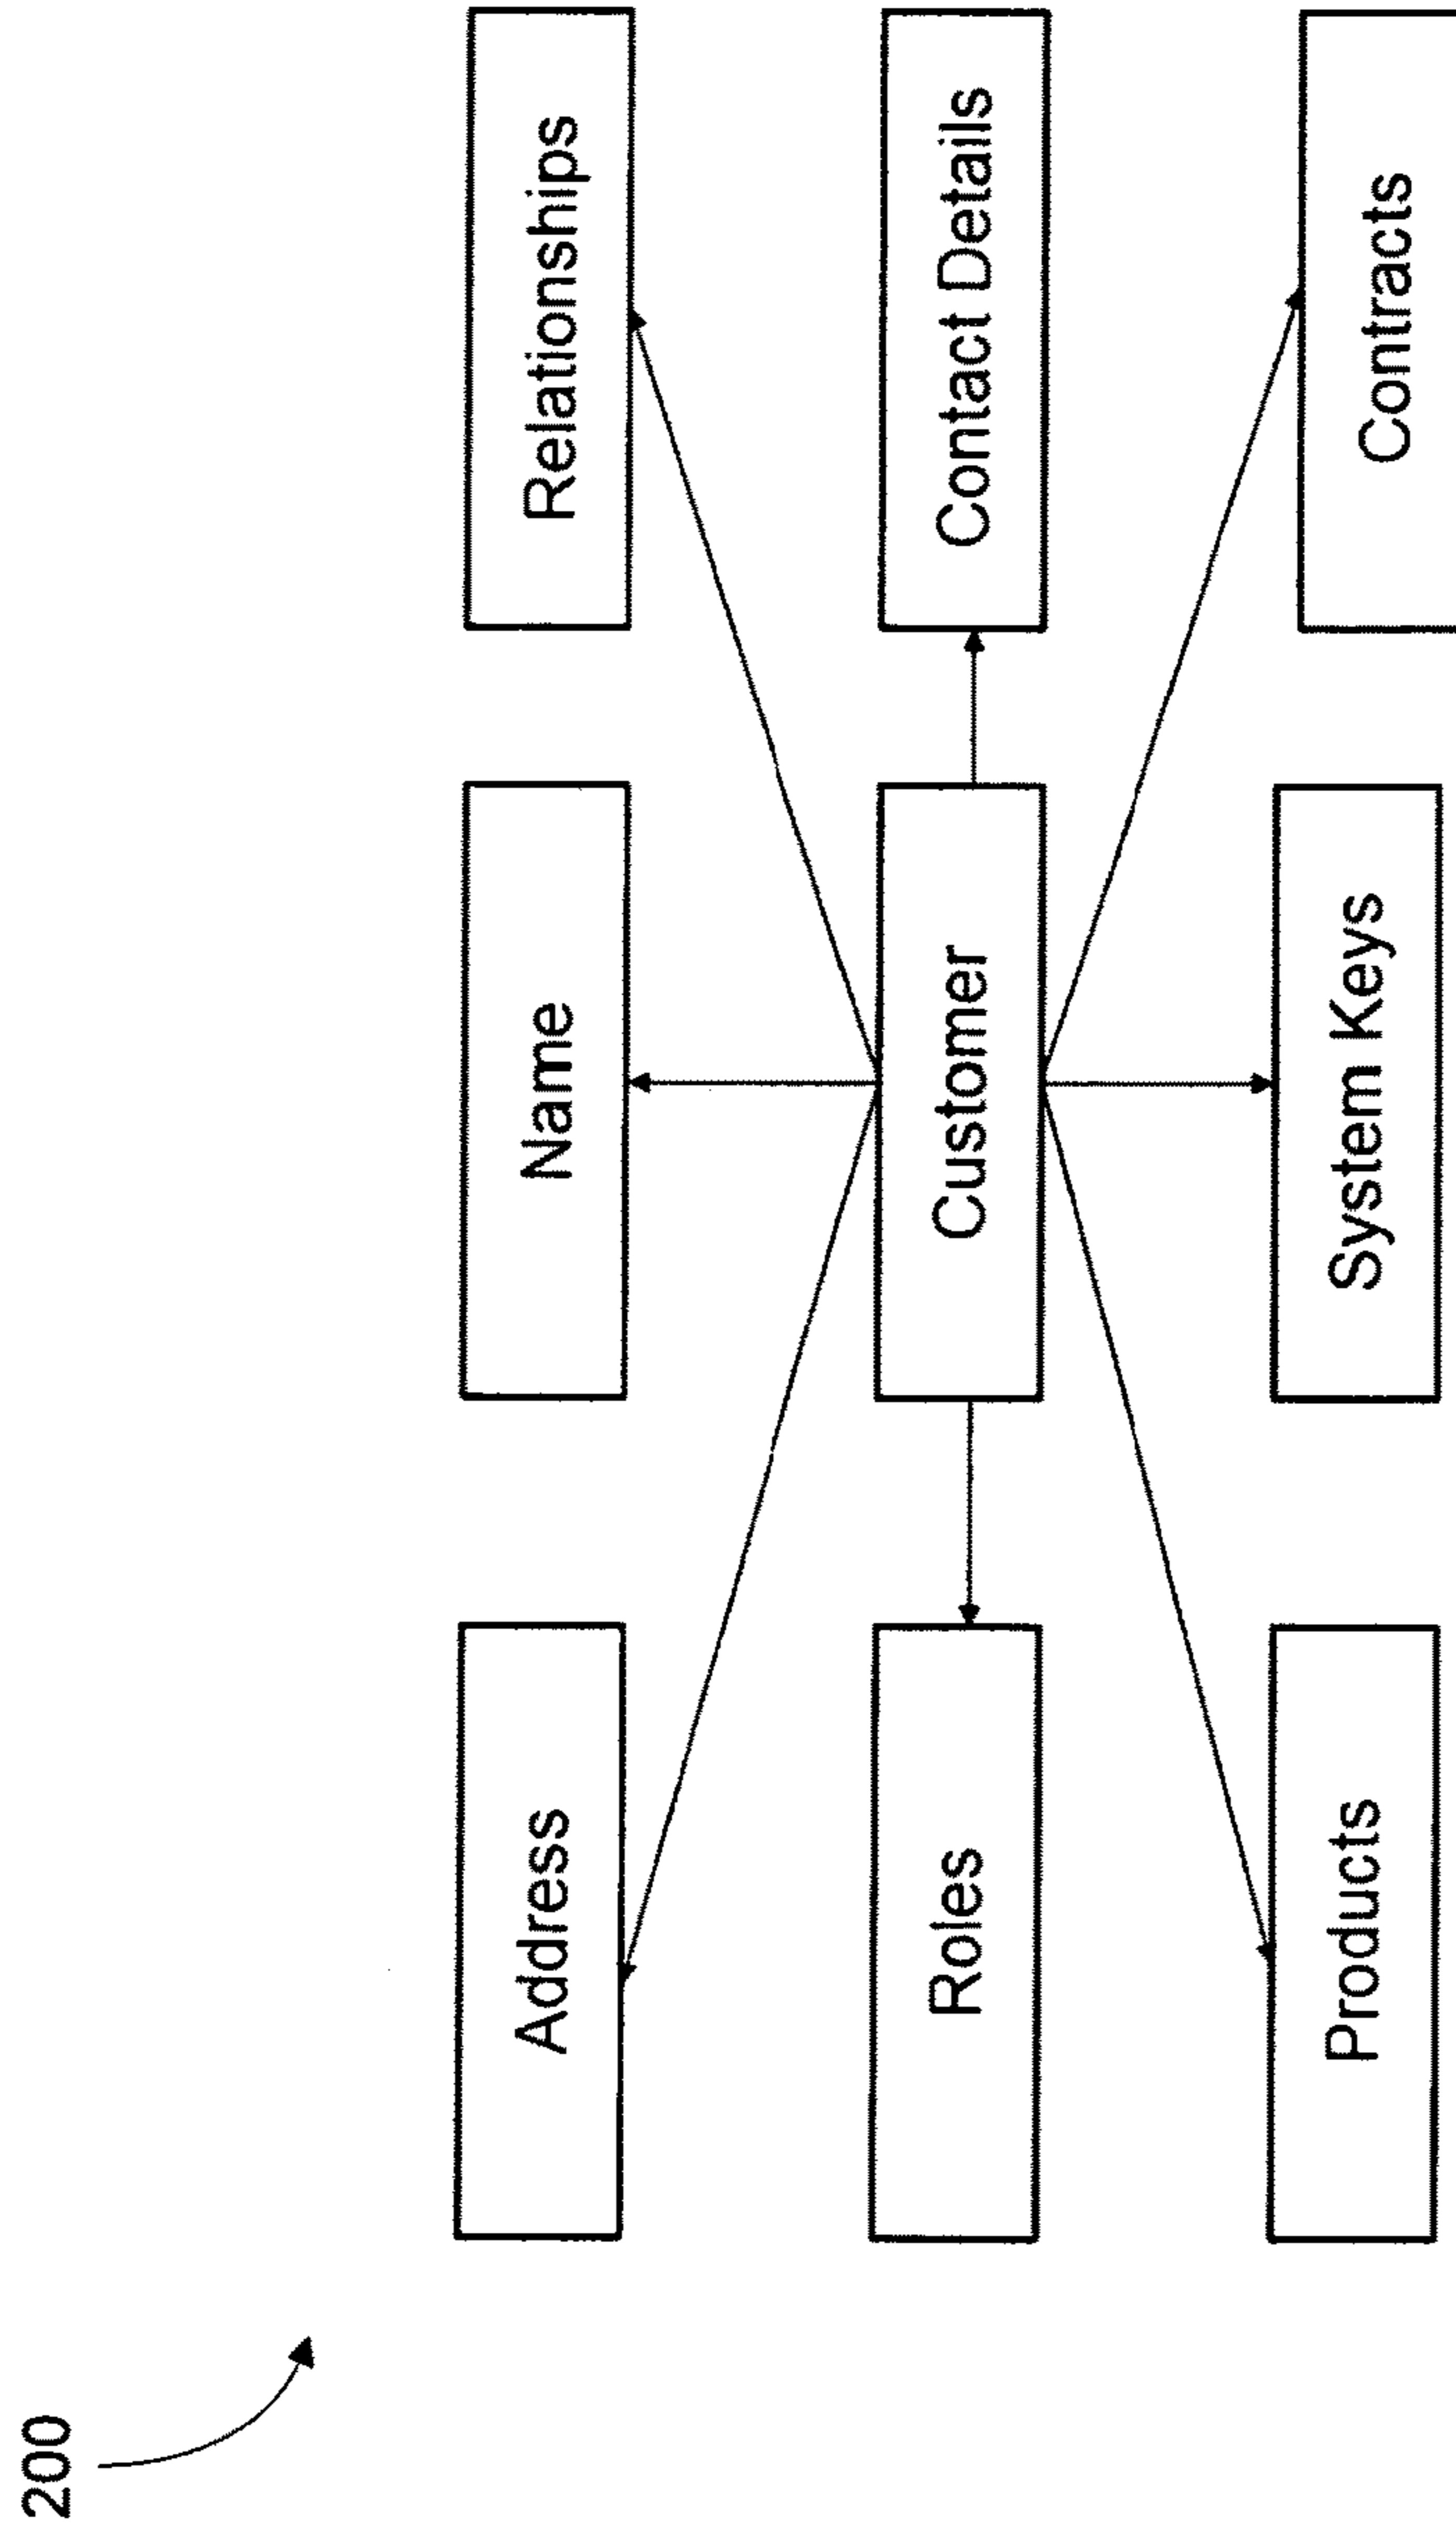 200
Address
Name
Relationships
Roles
Customer
Contact Details
Products
System Keys
Contracts